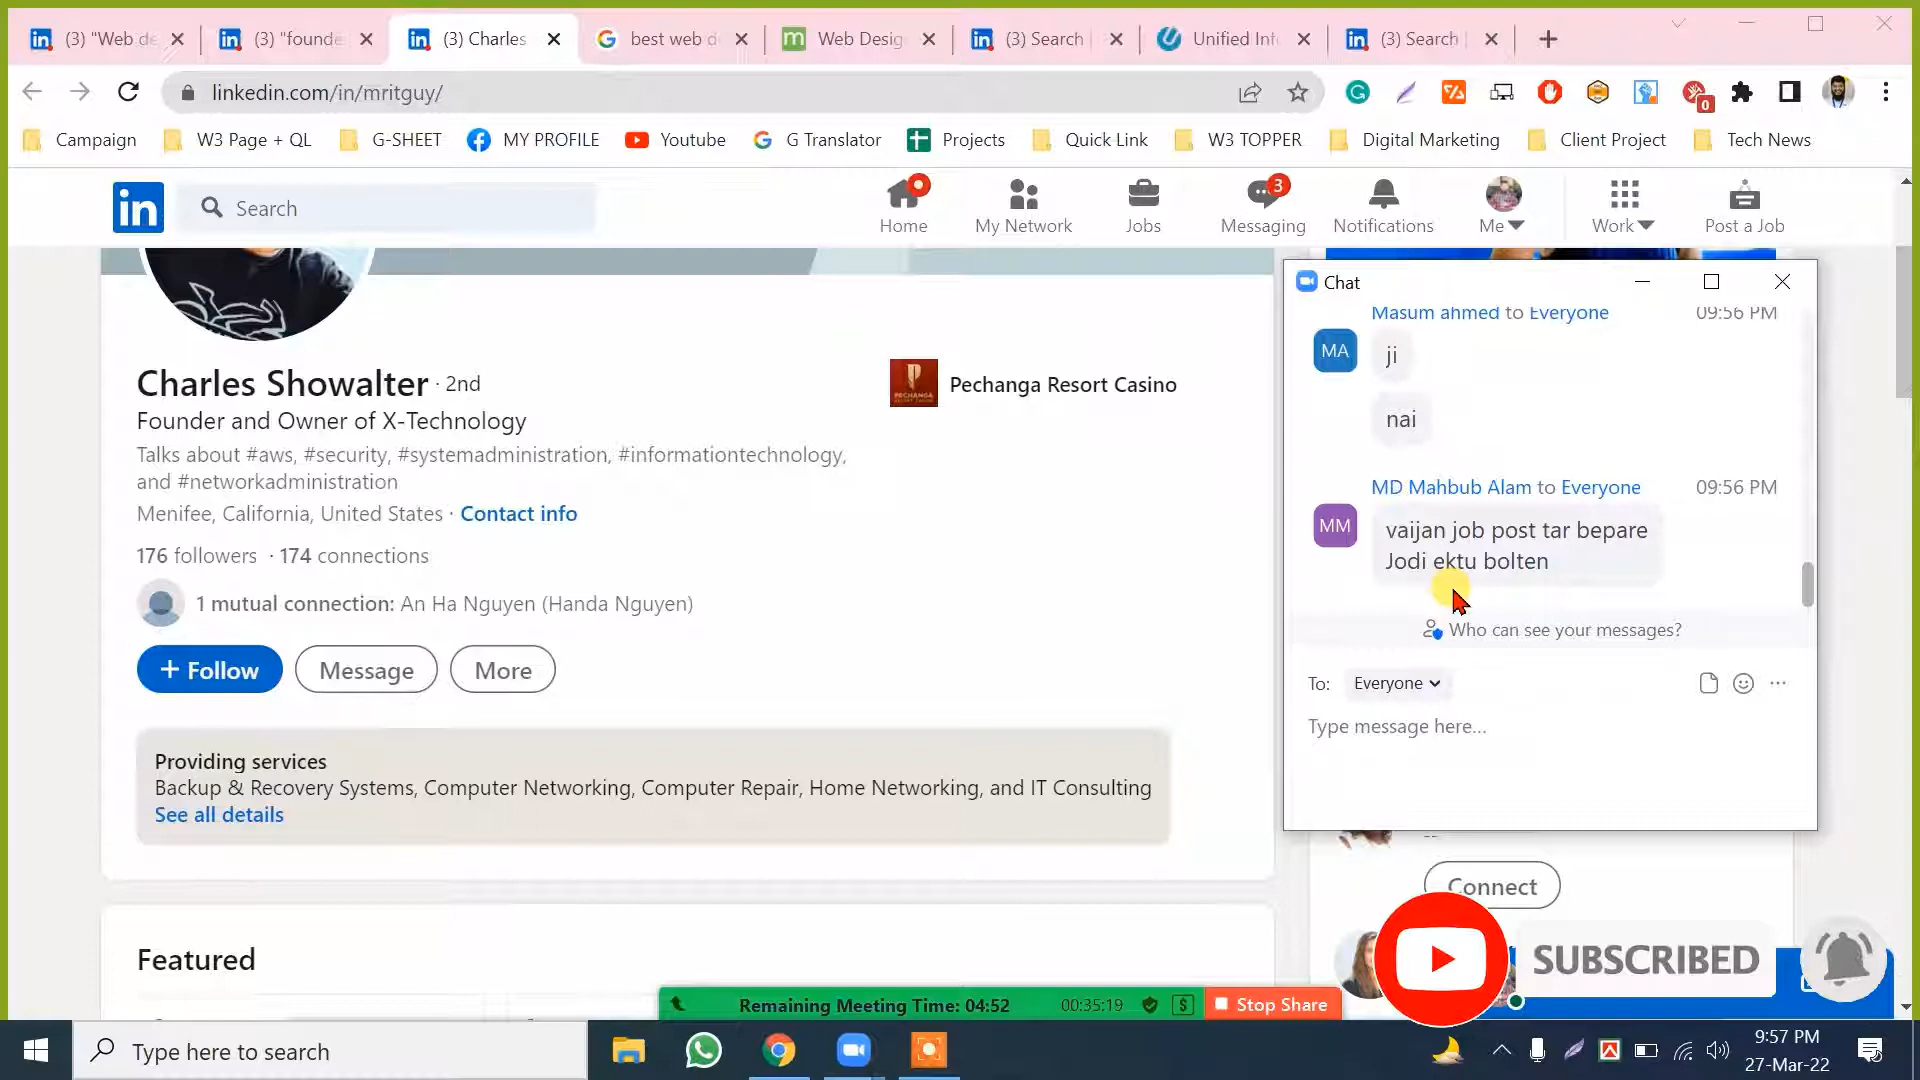 (3) "Web de
(3) "founde
(3) Charles
best web d
Web Desig
(3) Search
Unified Inf
(3) Search
linkedin.com/in/mritguy/
0
Campaign
W3 Page + QL
G-SHEET
MY PROFILE
Youtube
G Translator
Projects
Quick Link
W3 TOPPER
Digital Marketing
Client Project
Tech News
in
Search
Home
My Network
Jobs
3
Messaging
Notifications
Me
Work
Post a Job
Charles Showalter · 2nd
Founder and Owner of X-Technology
Talks about #aws, #security, #systemadministration, #informationtechnology,
and #networkadministration
Menifee, California, United States · Contact info
176 followers · 174 connections
1 mutual connection: An Ha Nguyen (Handa Nguyen)
+ Follow
Message
More
PECHANGA
Pechanga Resort Casino
Providing services
Backup & Recovery Systems, Computer Networking, Computer Repair, Home Networking, and IT Consulting
See all details
Featured
Chat
Masum ahmed to Everyone
09:56 PM
MA
ji
nai
MD Mahbub Alam to Everyone
09:56 PM
MM
vaijan job post tar bepare
Jodi ektu bolten
Who can see your messages?
To:
Everyone
Type message here...
Connect
SUBSCRIBED
Remaining Meeting Time: 04:52
00:35:19
$
Stop Share
Type here to search
9:57 PM
27-Mar-22